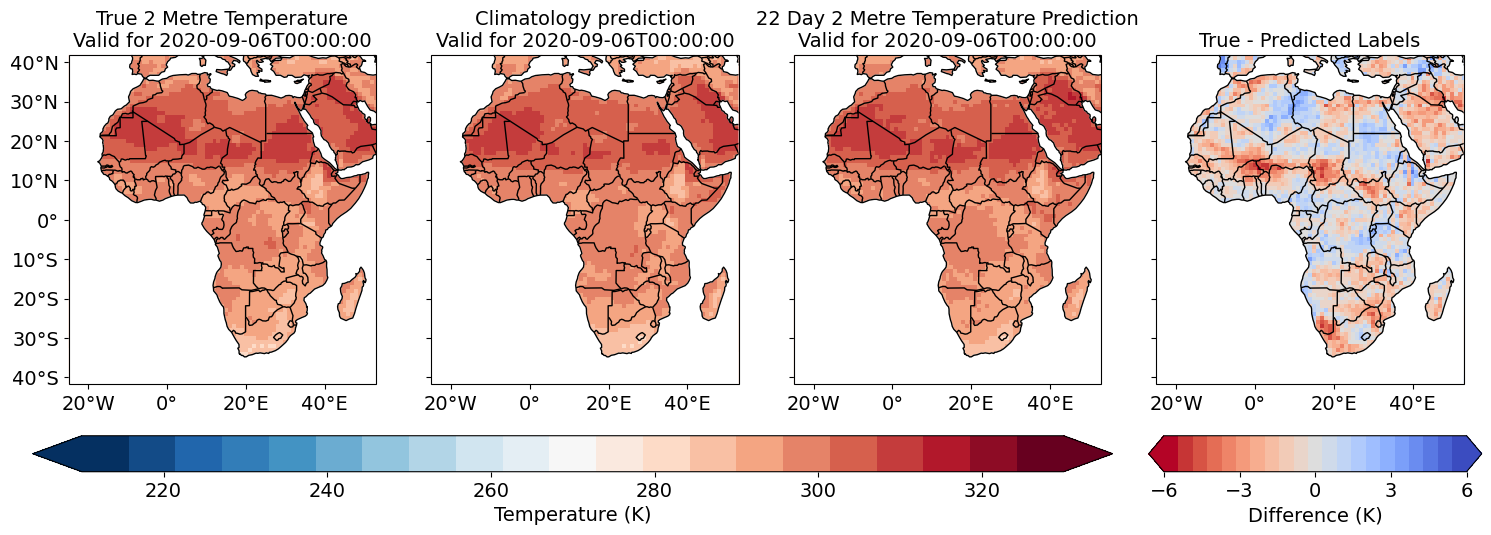 True 2 Metre Temperature
Valid for 2020-09-06T00:00:00
Climatology prediction
Valid for 2020-09-06T00:00:00
22 Day 2 Metre Temperature Prediction
Valid for 2020-09-06T00:00:00
True - Predicted Labels
40°N
30°N
20°N
10°N
0°
10°S
20°S
30°S
40°S
20°W 0° 20°E 40°E
20°W 0° 20°E 40°E
20°W 0° 20°E 40°E
20°W 0° 20°E 40°E
220 240 260 280 300 320
Temperature (K)
−6 −3 0 3 6
Difference (K)